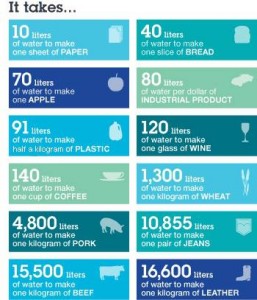 It takes...
10 liters
of water to make
one sheet of PAPER
40 liters
of water to make
one slice of BREAD
70 liters
of water to make
one APPLE
80 liters
of water per dollar of
INDUSTRIAL PRODUCT
91 liters
of water to make
half a kilogram of PLASTIC
120 liters
of water to make
one glass of WINE
140 liters
of water to make
one cup of COFFEE
1,300 liters
of water to make
one kilogram of WHEAT
4,800 liters
of water to make
one kilogram of PORK
10,855 liters
of water to make
one pair of JEANS
15,500 liters
of water to make
one kilogram of BEEF
16,600 liters
of water to make
one kilogram of LEATHER